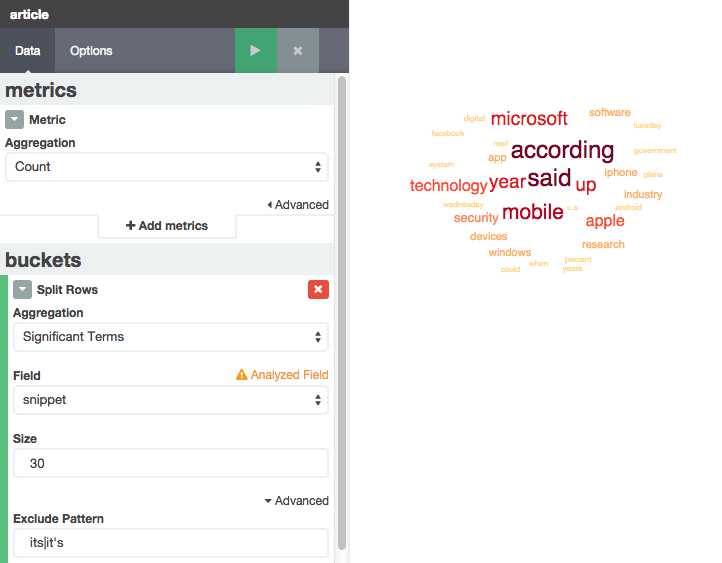 article
Data Options
metrics
Metric
Aggregation
Count
Advanced
Add metrics
buckets
Split Rows
Aggregation
Significant Terms
Field Analyzed Field
snippet
Size
30
Advanced
Exclude Pattern
its|it's
digital microsoft software
facebook tuesday
next according government
app
system said iphone plans
technology year up
industry
wednesday mobile u.s android
security apple
devices research
windows percent
could when years